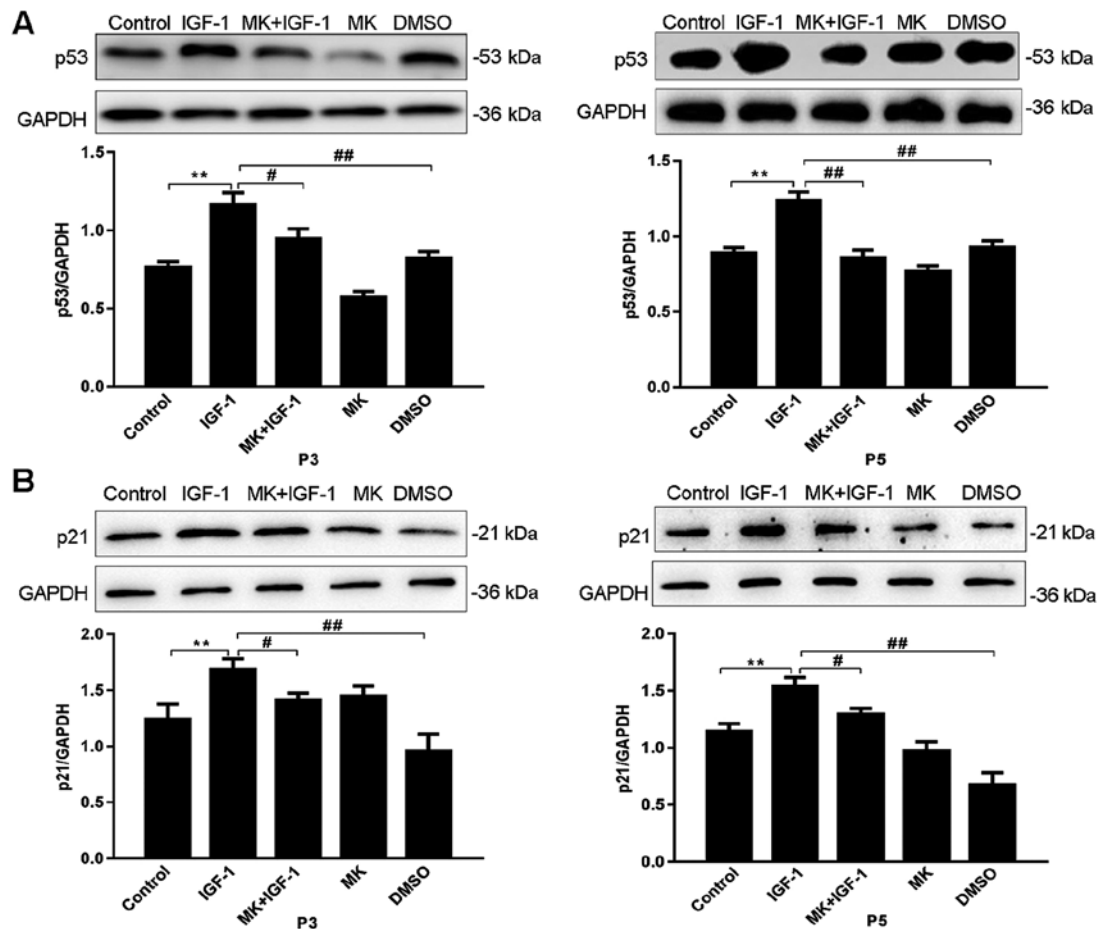 A
Control IGF-1 MK+IGF-1 MK DMSO
p53
-53 kDa
GAPDH
-36 kDa
1.5
1.0
0.5
0.0
p53/GAPDH
**
#
##
Control
IGF-1
MK+IGF-1
MK
DMSO
P3
Control IGF-1 MK+IGF-1 MK DMSO
p53
-53 kDa
GAPDH
-36 kDa
1.5
1.0
0.5
0.0
p53/GAPDH
**
##
##
Control
IGF-1
MK+IGF-1
MK
DMSO
P5
B
Control IGF-1 MK+IGF-1 MK DMSO
p21
-21 kDa
GAPDH
-36 kDa
2.0
1.5
1.0
0.5
0.0
p21/GAPDH
**
#
##
Control
IGF-1
MK+IGF-1
MK
DMSO
P3
Control IGF-1 MK+IGF-1 MK DMSO
p21
-21 kDa
GAPDH
-36 kDa
2.0
1.5
1.0
0.5
0.0
p21/GAPDH
**
#
##
Control
IGF-1
MK+IGF-1
MK
DMSO
P5